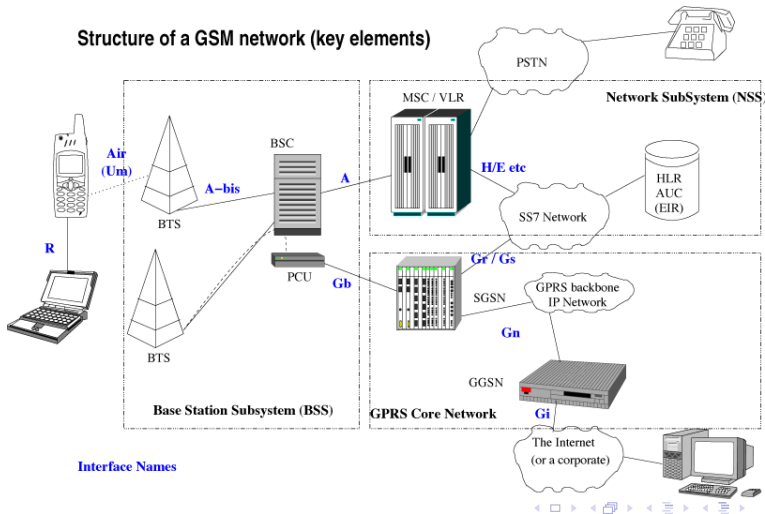 Structure of a GSM network (key elements)
PSTN
MSC / VLR
Network SubSystem (NSS)
BSC
Air
(Um)
A-bis
A
H/E etc
HLR
AUC
(EIR)
BTS
SS7 Network
R
Gr / Gs
PCU
Gb
SGSN
GPRS backbone
IP Network
Gn
BTS
GGSN
Base Station Subsystem (BSS)
GPRS Core Network
Gi
The Internet
(or a corporate)
Interface Names